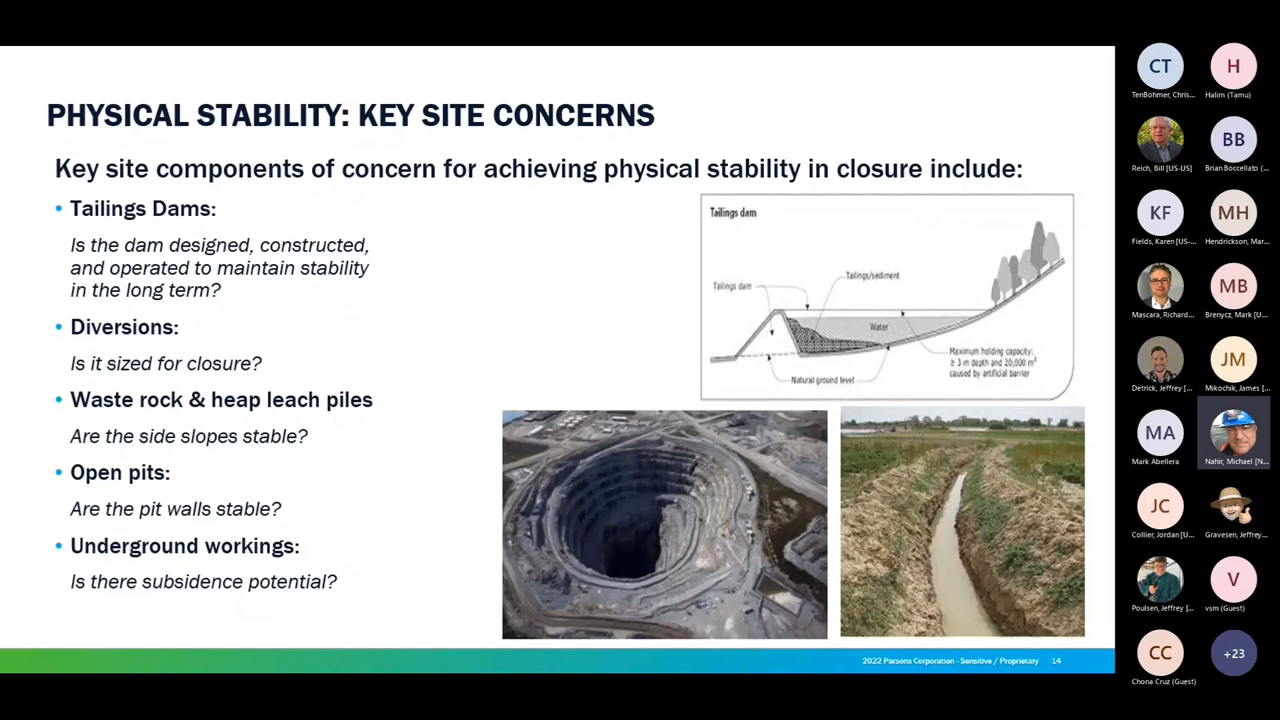 PHYSICAL STABILITY: KEY SITE CONCERNS
Key site components of concern for achieving physical stability in closure include:
• Tailings Dams:
Is the dam designed, constructed,
and operated to maintain stability
in the long term?
• Diversions:
Is it sized for closure?
• Waste rock & heap leach piles
Are the side slopes stable?
• Open pits:
Are the pit walls stable?
• Underground workings:
Is there subsidence potential?
Tailings dam
Tailings/sediment
Tailings dam
Water
Maximum holding capacity:
≥ 3 m depth and 20,000 m³
caused by artificial barrier
Natural ground level
2022 Parsons Corporation - Sensitive / Proprietary 14
CT
TenBohmer, Chris...
H
Halim (Tamu)
Reich, Bill [US-US]
BB
Brian Boccellato (...
KF
Fields, Karen [US-...
MH
Hendrickson, Mar...
Mascara, Richard...
MB
Brenycz, Mark [U...
Detrick, Jeffrey [...
JM
Mikochik, James [...
MA
Mark Abellera
Nahir, Michael [N...
JC
Collier, Jordan [U...
Gravesen, Jeffrey...
Poulsen, Jeffrey [...
V
vsm (Guest)
CC
Chona Cruz (Guest)
+23